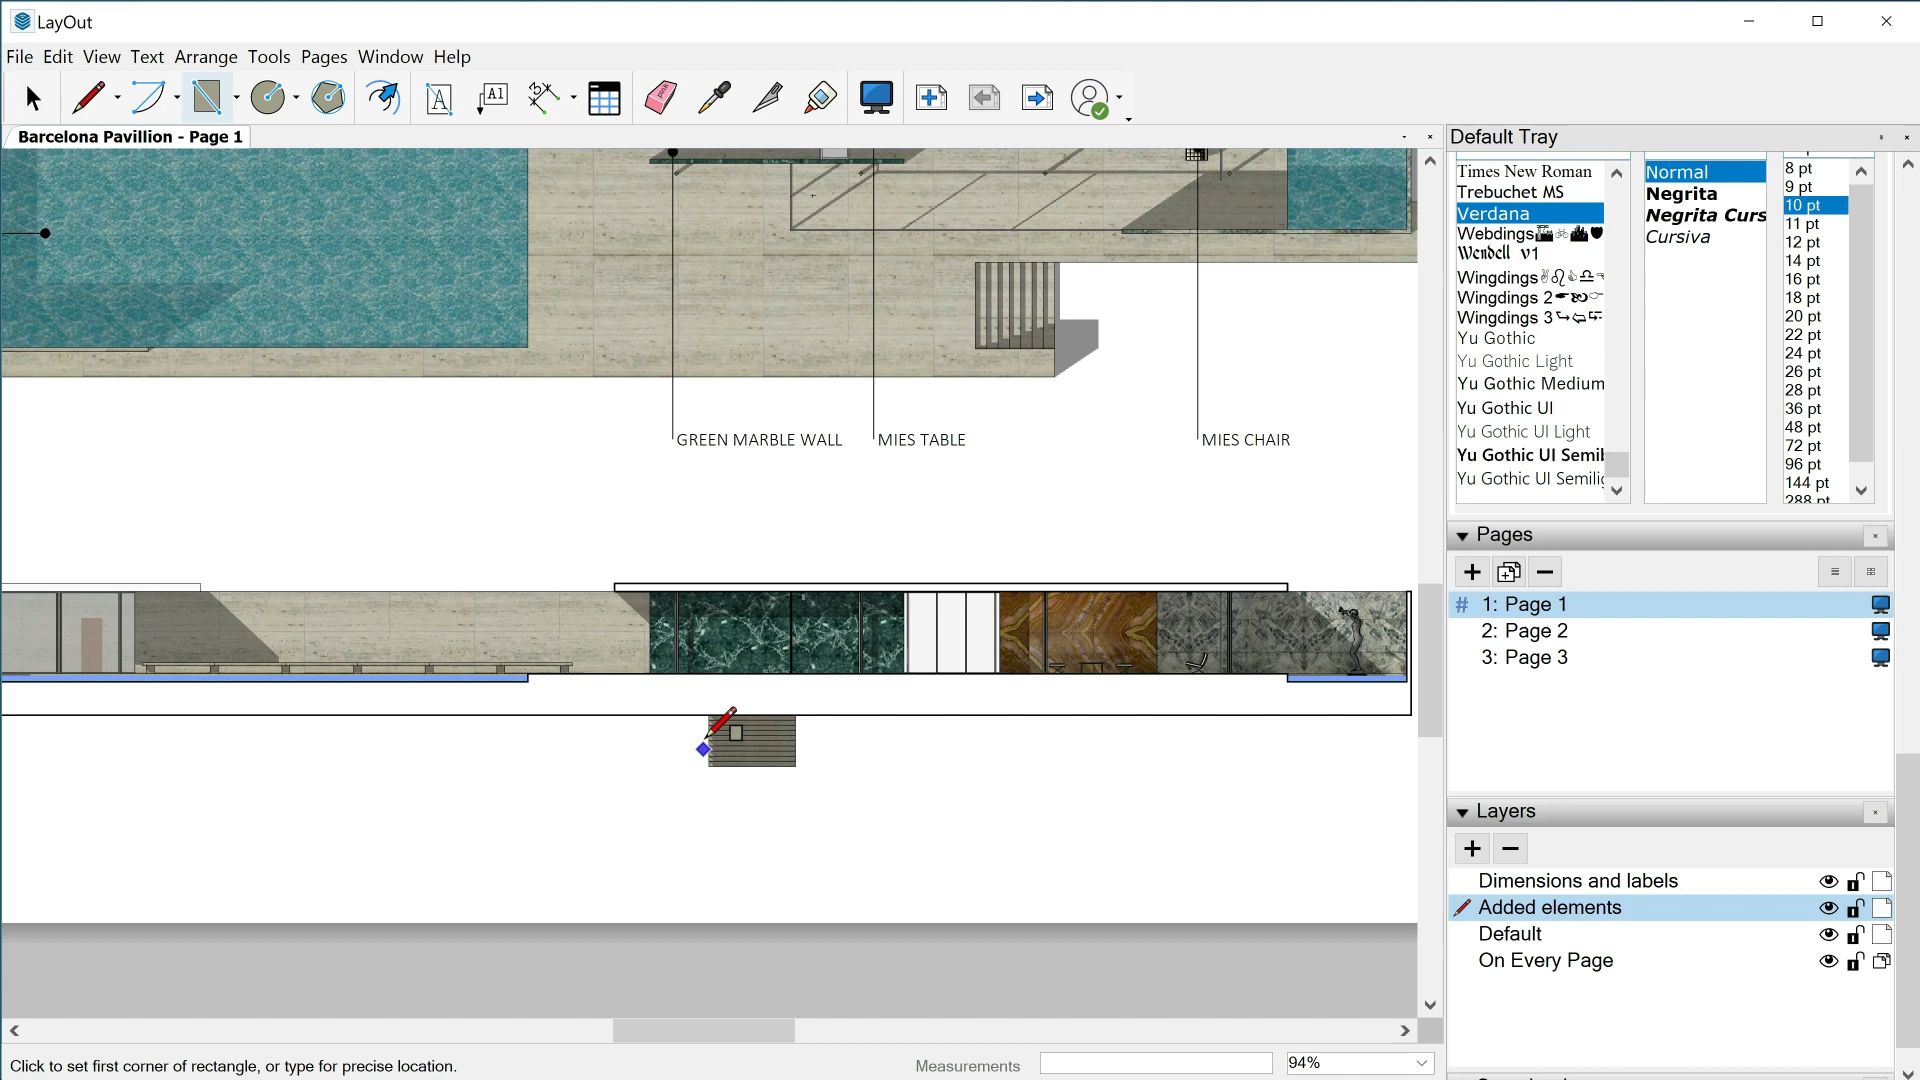 LayOut
File Edit View Text Arrange Tools Pages Window Help
A A1
Barcelona Pavillion - Page 1
Default Tray
Times New Roman
Trebuchet MS
Verdana
Webdings
Wendell v1
Wingdings
Wingdings 2
Wingdings 3
Yu Gothic
Yu Gothic Light
Yu Gothic Medium
Yu Gothic UI
Yu Gothic UI Light
Yu Gothic UI Semib
Yu Gothic UI Semilig
Normal
Negrita
Negrita Curs
Cursiva
8 pt
9 pt
10 pt
11 pt
12 pt
14 pt
16 pt
18 pt
20 pt
22 pt
24 pt
26 pt
28 pt
36 pt
48 pt
72 pt
96 pt
144 pt
288 pt
GREEN MARBLE WALL MIES TABLE MIES CHAIR
Pages
# 1: Page 1
2: Page 2
3: Page 3
Layers
Dimensions and labels
Added elements
Default
On Every Page
Click to set first corner of rectangle, or type for precise location.
Measurements
94%